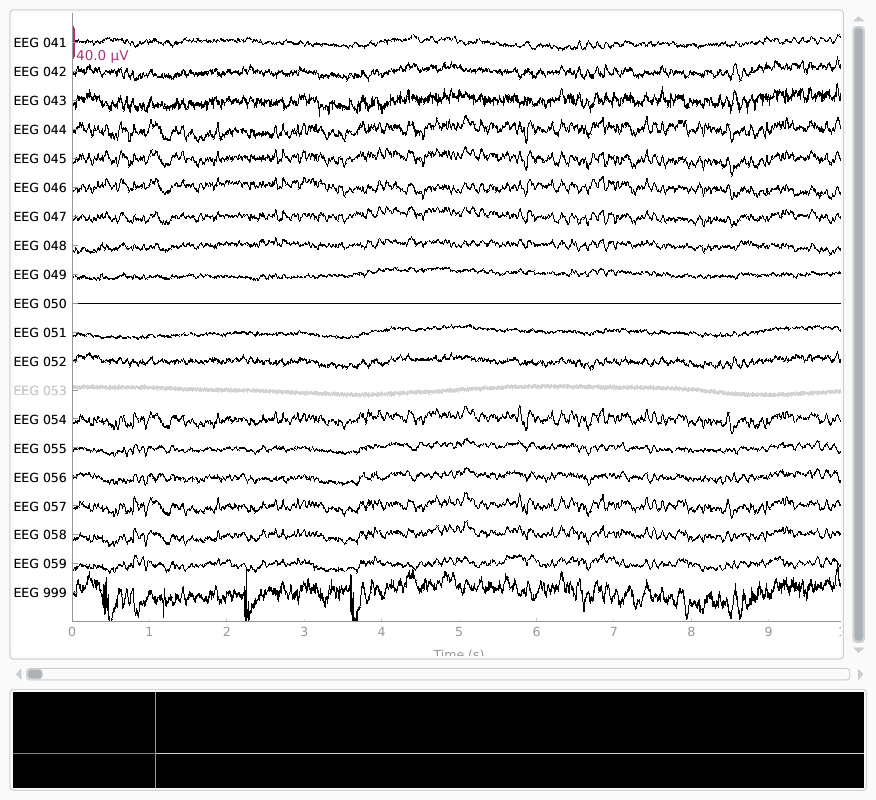 EEG 041
40.0 µV
EEG 042
EEG 043
EEG 044
EEG 045
EEG 046
EEG 047
EEG 048
EEG 049
EEG 050
EEG 051
EEG 052
EEG 053
EEG 054
EEG 055
EEG 056
EEG 057
EEG 058
EEG 059
EEG 999
0 1 2 3 4 5 6 7 8 9
Time (s)